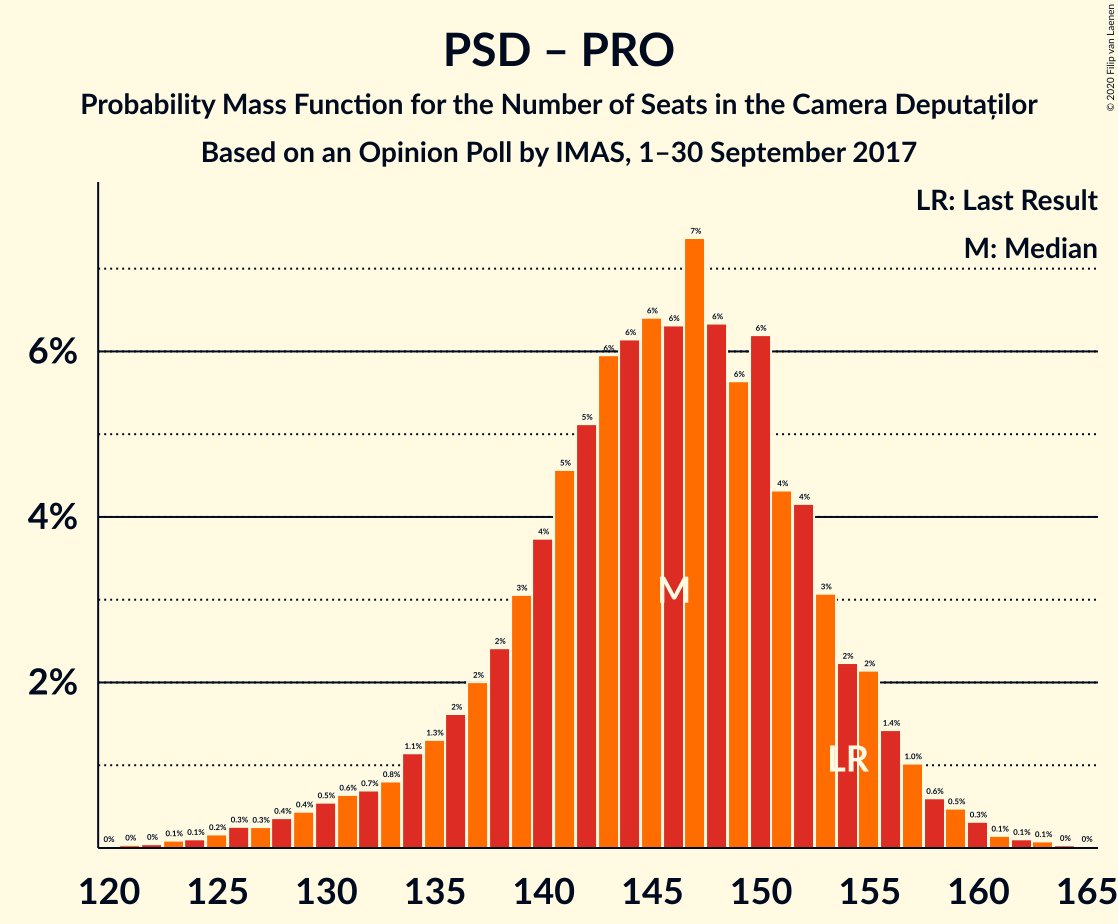 PSD – PRO
Probability Mass Function for the Number of Seats in the Camera Deputaților
Based on an Opinion Poll by IMAS, 1–30 September 2017
© 2020 Filip van Laenen
LR: Last Result
M: Median
6%
4%
2%
0% 0% 0% 0.1% 0.1% 0.2% 0.3% 0.3% 0.4% 0.4% 0.5% 0.6% 0.7% 0.8% 1.1% 1.3% 2% 2% 2% 3% 4% 5% 5% 6% 6% 6% 6% 7% 6% 6% 6% 4% 4% 3% 2% 2% 1.4% 1.0% 0.6% 0.5% 0.3% 0.1% 0.1% 0.1% 0% 0%
M
LR
120 125 130 135 140 145 150 155 160 165